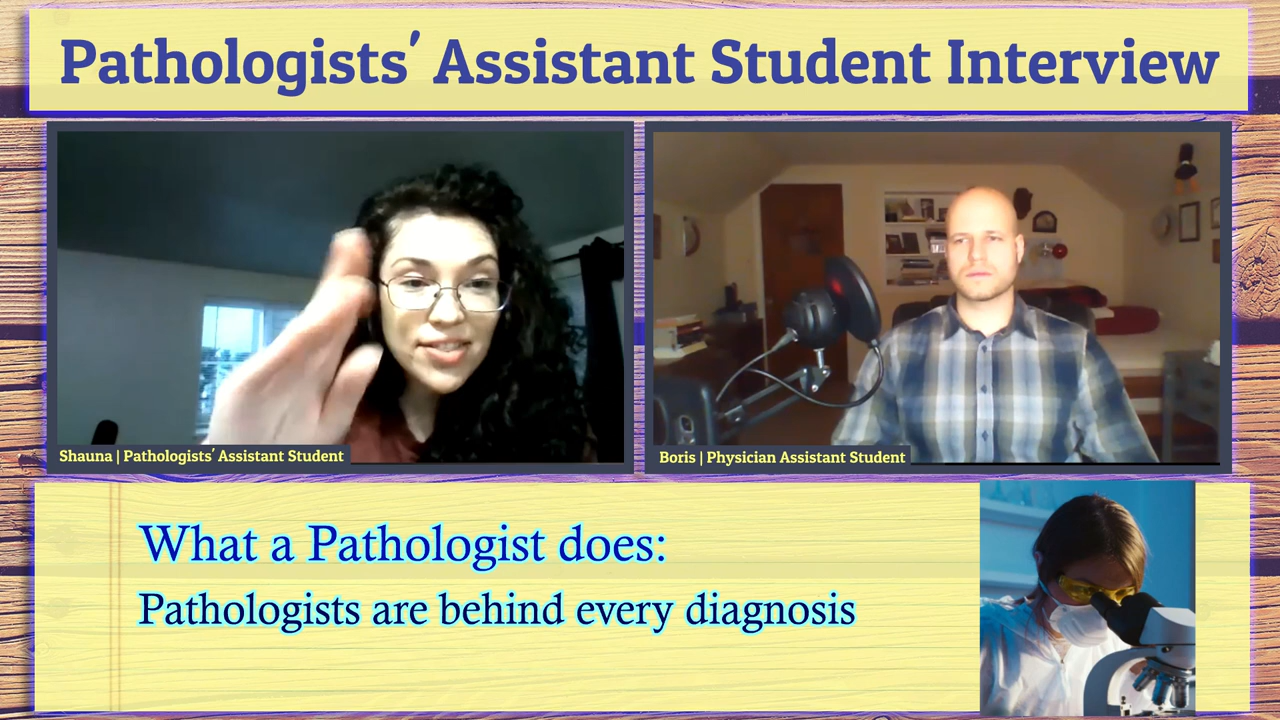 Pathologists' Assistant Student Interview
Shauna | Pathologists' Assistant Student
Boris | Physician Assistant Student
What a Pathologist does:
Pathologists are behind every diagnosis